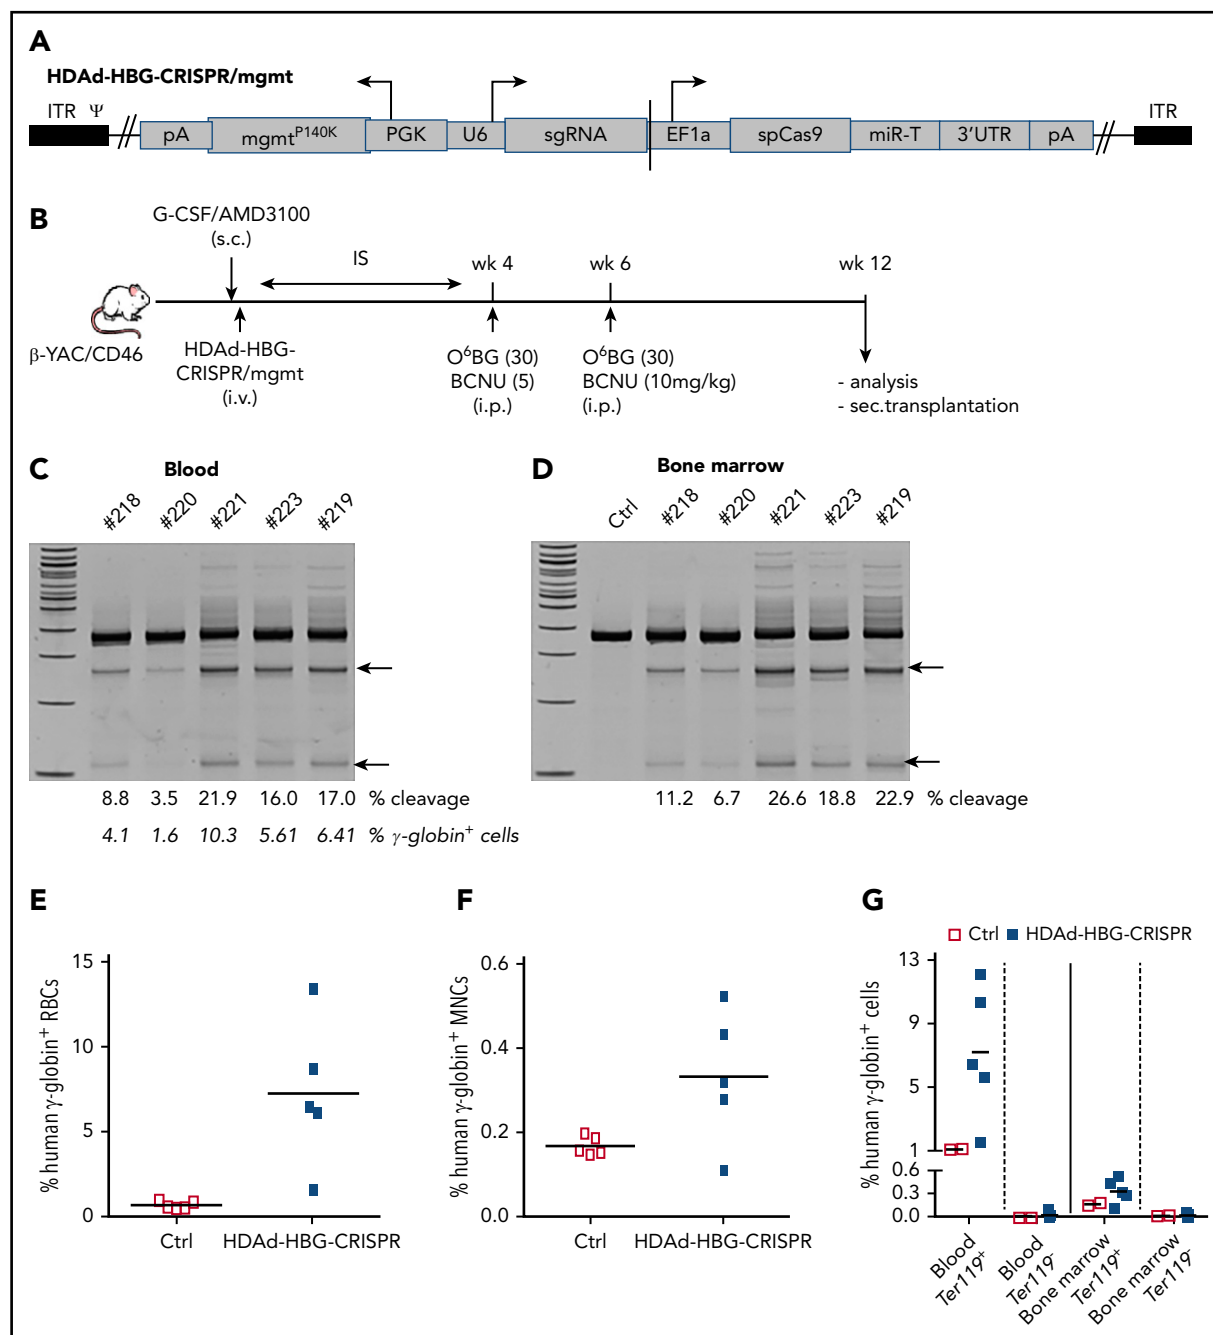 A
HDAd-HBG-CRISPR/mgmt
ITR Ψ ITR
pA mgmtP140K PGK U6 sgRNA EF1a spCas9 miR-T 3'UTR pA
B
G-CSF/AMD3100
(s.c.)
IS wk 4 wk 6 wk 12
β-YAC/CD46
HDAd-HBG-
CRISPR/mgmt
(i.v.)
O6BG (30)
BCNU (5)
(i.p.)
O6BG (30)
BCNU (10mg/kg)
(i.p.)
- analysis
- sec.transplantation
C Blood
#218 #220 #221 #223 #219
8.8 3.5 21.9 16.0 17.0 % cleavage
4.1 1.6 10.3 5.61 6.41 % γ-globin+ cells
D Bone marrow
Ctrl #218 #220 #221 #223 #219
11.2 6.7 26.6 18.8 22.9 % cleavage
E
% human γ-globin+ RBCs
15
10
5
0
Ctrl HDAd-HBG-CRISPR
F
% human γ-globin+ MNCs
0.6
0.4
0.2
0.0
Ctrl HDAd-HBG-CRISPR
G
Ctrl HDAd-HBG-CRISPR
% human γ-globin+ cells
13
9
5
1
0.6
0.3
0.0
Blood
Ter119+
Blood
Ter119-
Bone marrow
Ter119+
Bone marrow
Ter119-